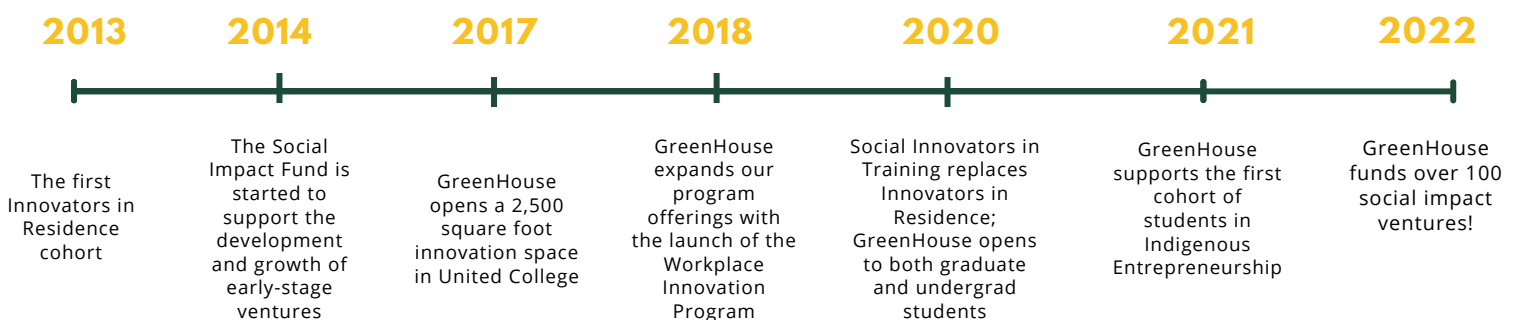 2013
2014
2017
2018
2020
2021
2022
The first
Innovators in
Residence
cohort
The Social
Impact Fund is
started to
support the
development
and growth of
early-stage
ventures
GreenHouse
opens a 2,500
square foot
innovation space
in United College
GreenHouse
expands our
program
offerings with
the launch of the
Workplace
Innovation
Program
Social Innovators in
Training replaces
Innovators in
Residence;
GreenHouse opens
to both graduate
and undergrad
students
GreenHouse
supports the first
cohort of
students in
Indigenous
Entrepreneurship
GreenHouse
funds over 100
social impact
ventures!